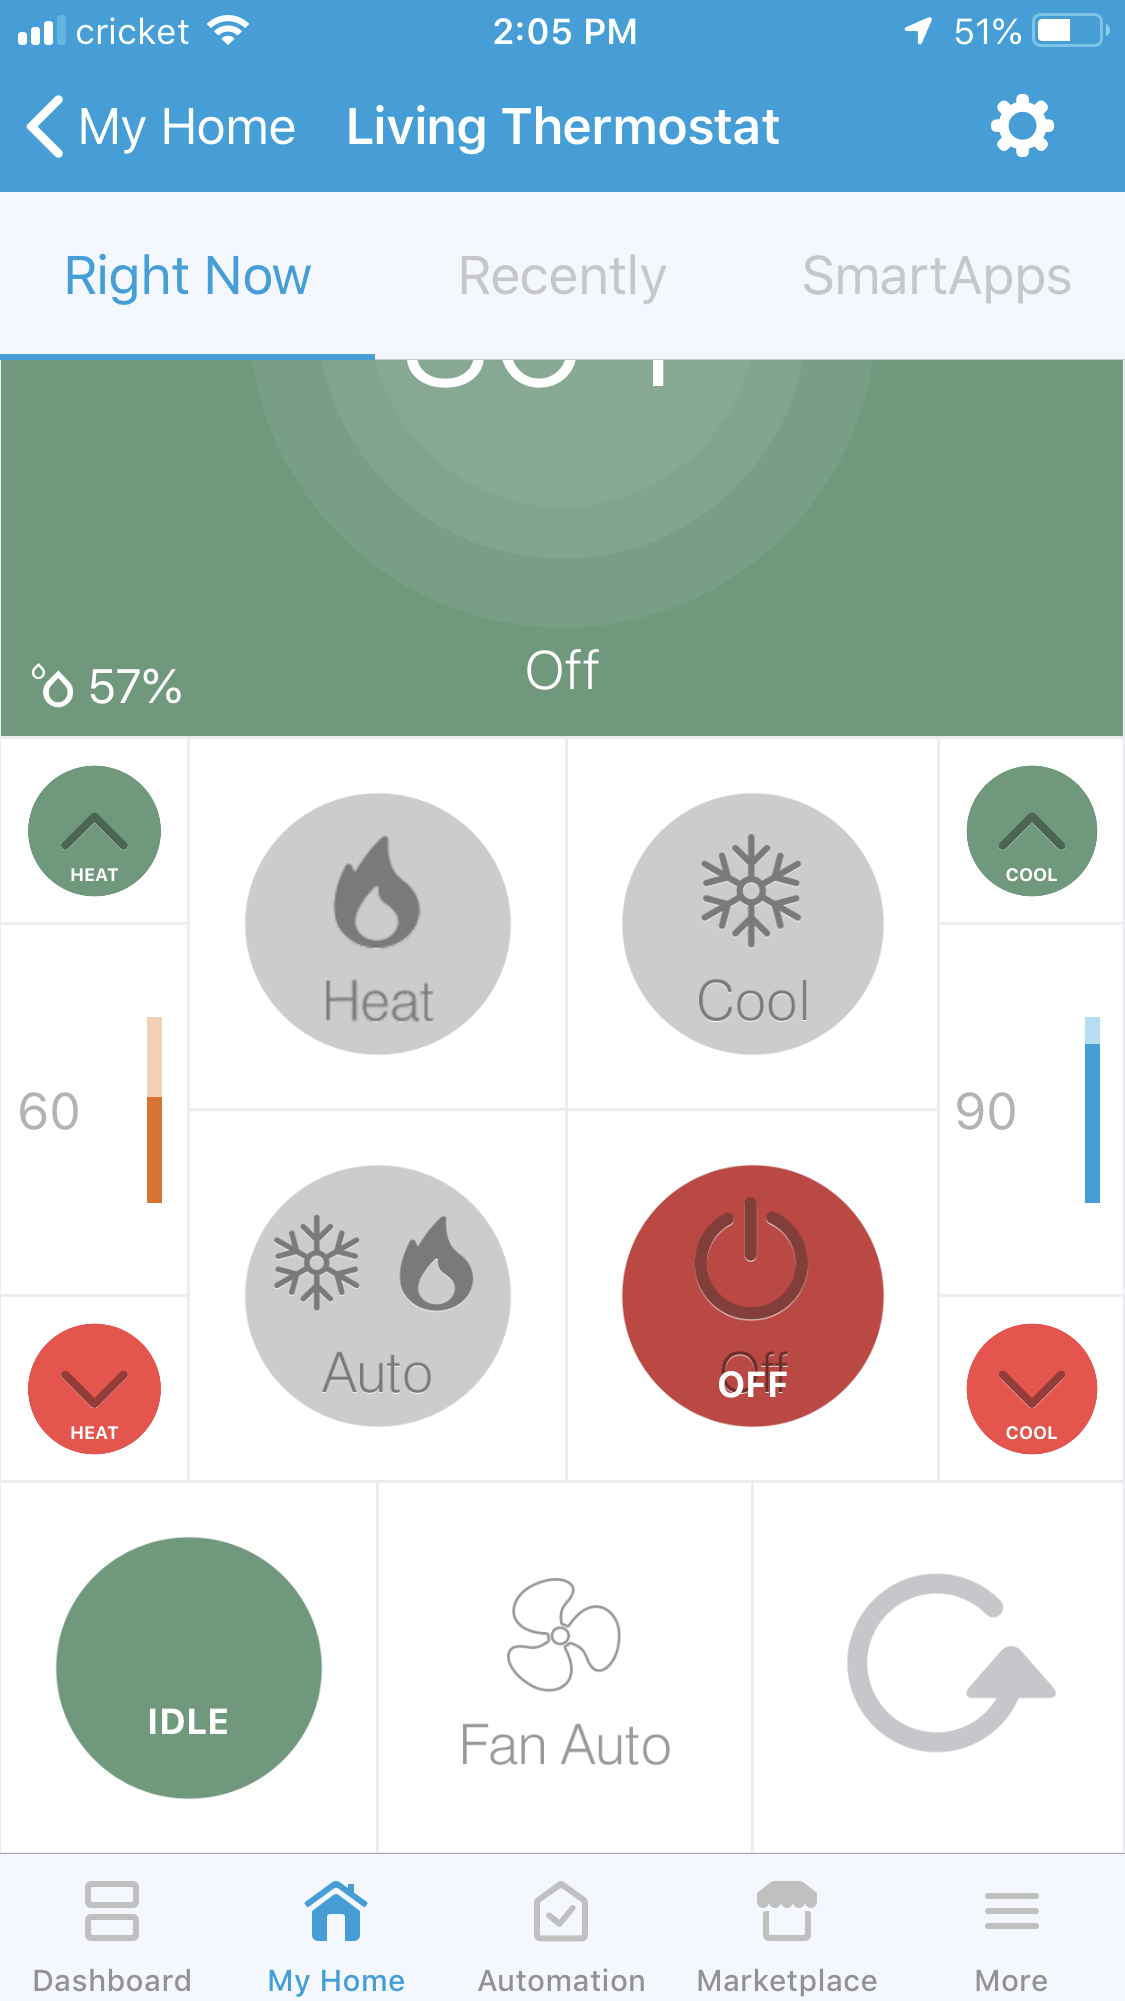 cricket 2:05 PM 51%
My Home Living Thermostat
Right Now Recently SmartApps
Off
57%
HEAT
COOL
Heat
Cool
60
90
Auto
Off
OFF
HEAT
COOL
IDLE
Fan Auto
Dashboard My Home Automation Marketplace More